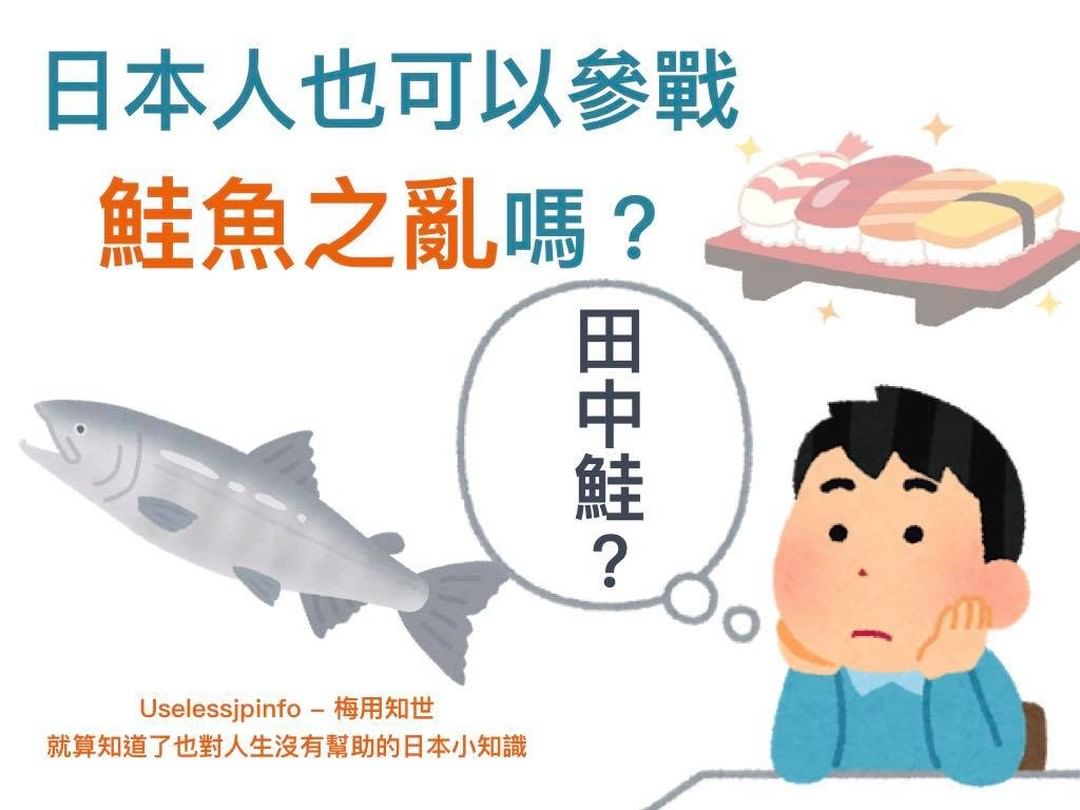 日本人也可以參戰
鮭魚之亂嗎？
田中鮭？
Uselessjpinfo – 梅用知世
就算知道了也對人生沒有幫助的日本小知識